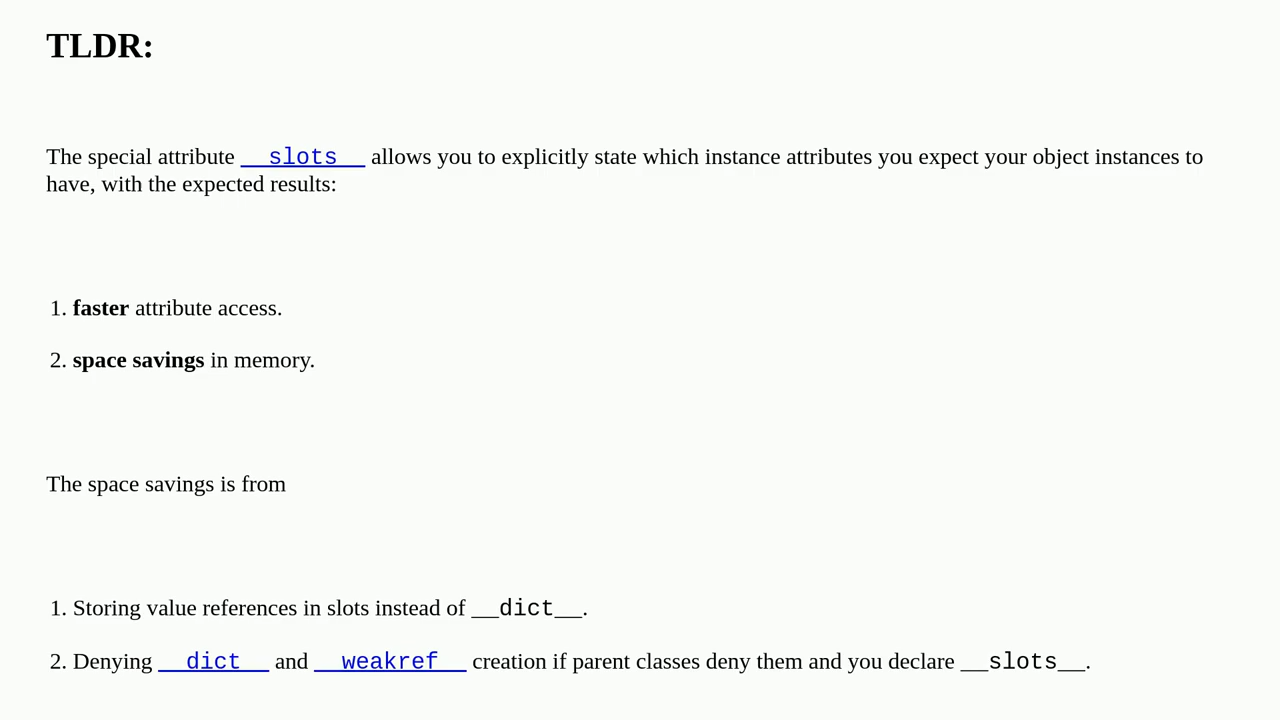 TLDR:
The special attribute __slots__ allows you to explicitly state which instance attributes you expect your object instances to
have, with the expected results:
1. faster attribute access.
2. space savings in memory.
The space savings is from
1. Storing value references in slots instead of __dict__.
2. Denying __dict__ and __weakref__ creation if parent classes deny them and you declare __slots__.